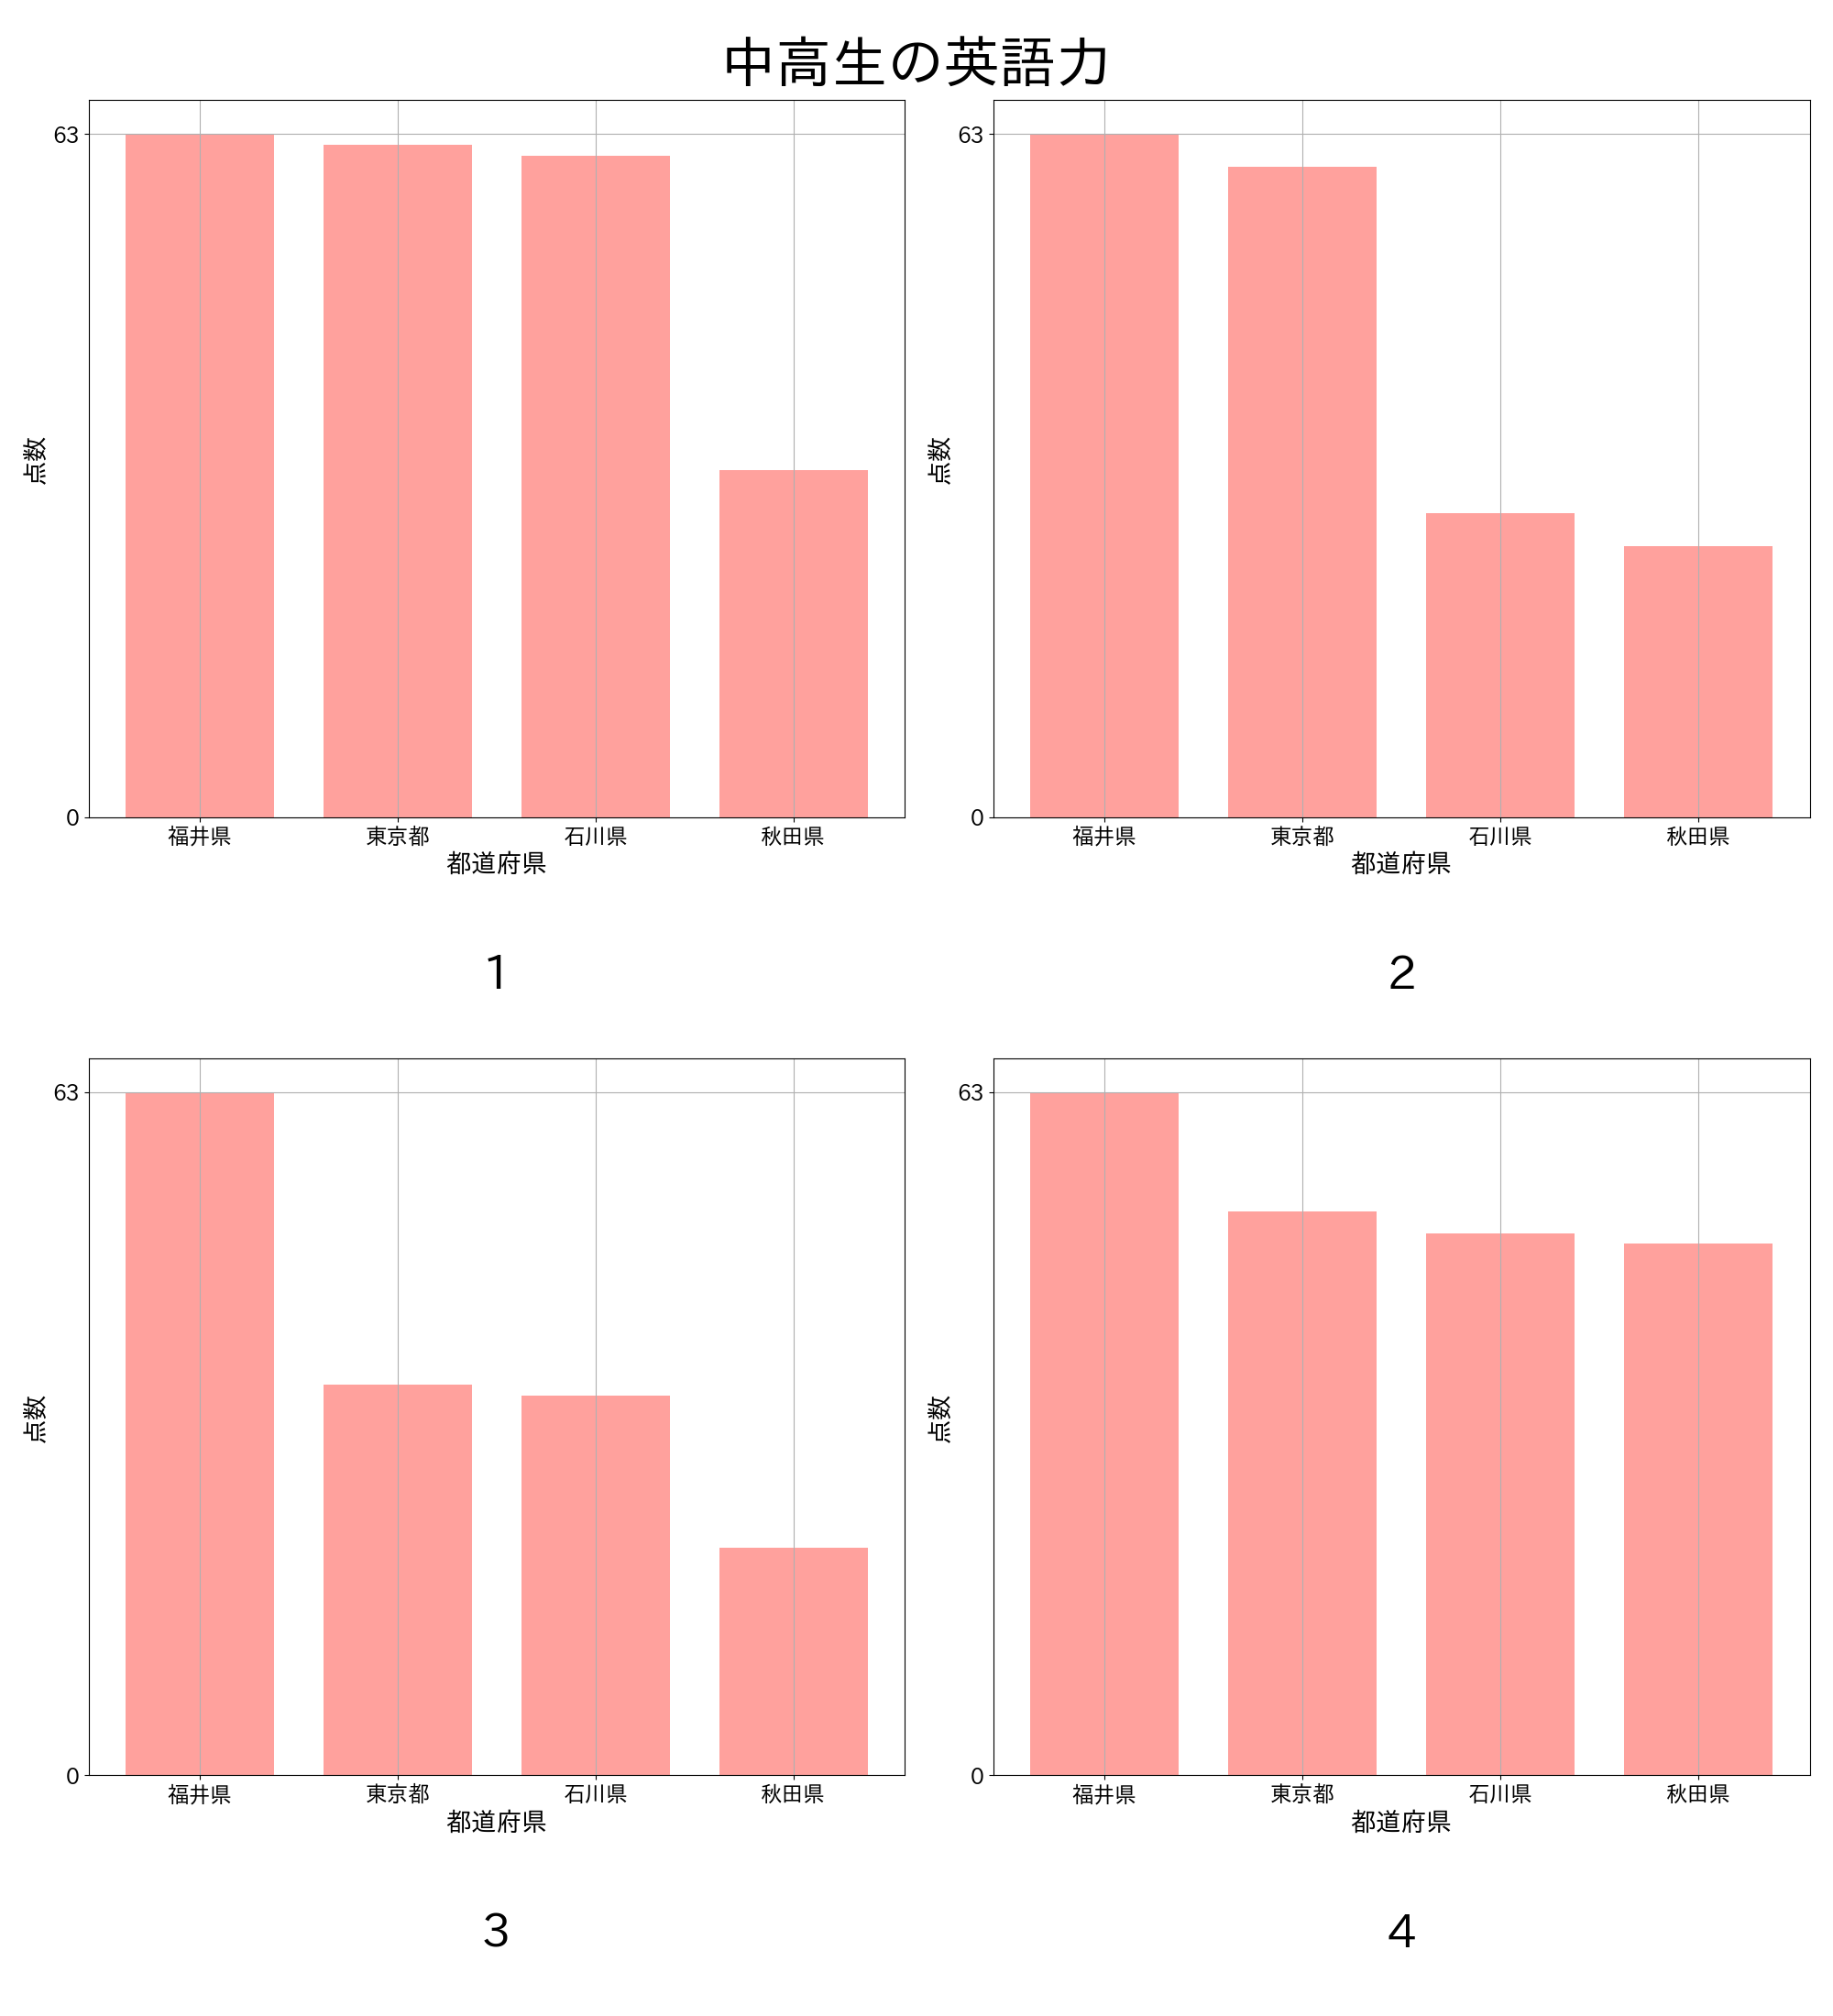 中高生の英語力
63
0
点数
福井県 東京都 石川県 秋田県
都道府県
1
63
0
点数
福井県 東京都 石川県 秋田県
都道府県
2
63
0
点数
福井県 東京都 石川県 秋田県
都道府県
3
63
0
点数
福井県 東京都 石川県 秋田県
都道府県
4